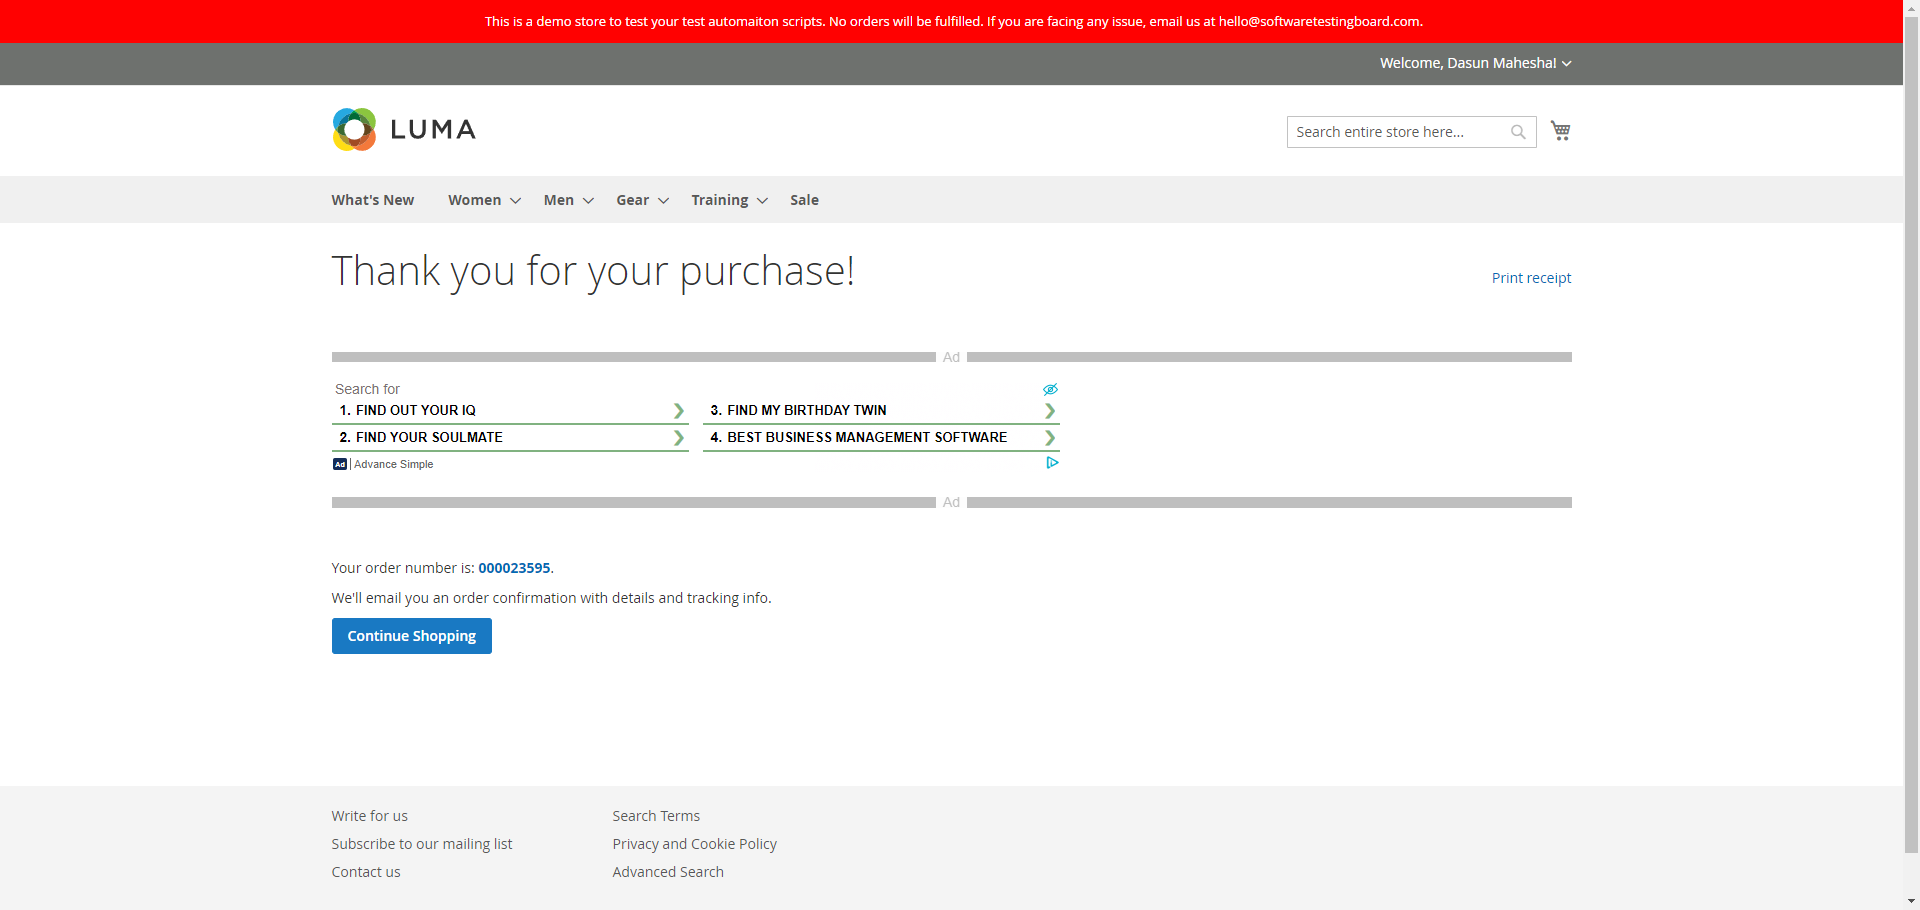 This is a demo store to test your test automaiton scripts. No orders will be fulfilled. If you are facing any issue, email us at hello@softwaretestingboard.com.
Welcome, Dasun Mahesha!
LUMA
Search entire store here...
What's New Women Men Gear Training Sale
Thank you for your purchase!
Print receipt
Ad
Search for
1. FIND OUT YOUR IQ
2. FIND YOUR SOULMATE
3. FIND MY BIRTHDAY TWIN
4. BEST BUSINESS MANAGEMENT SOFTWARE
Ad | Advance Simple
Ad
Your order number is: 000023595.
We'll email you an order confirmation with details and tracking info.
Continue Shopping
Write for us
Subscribe to our mailing list
Contact us
Search Terms
Privacy and Cookie Policy
Advanced Search